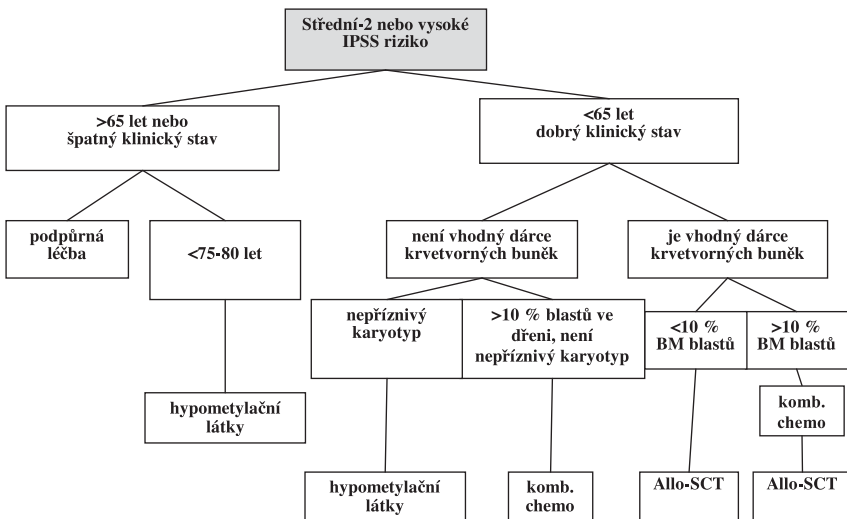 Střední-2 nebo vysoké
IPSS riziko
>65 let nebo
špatný klinický stav
<65 let
dobrý klinický stav
podpůrná
léčba
<75-80 let
není vhodný dárce
krvetvorných buněk
je vhodný dárce
krvetvorných buněk
nepříznivý
karyotyp
>10 % blastů ve
dřeni, není
nepříznivý karyotyp
<10 %
BM blastů
>10 %
BM blastů
hypometylační
látky
komb.
chemo
hypometylační
látky
komb.
chemo
Allo-SCT
Allo-SCT